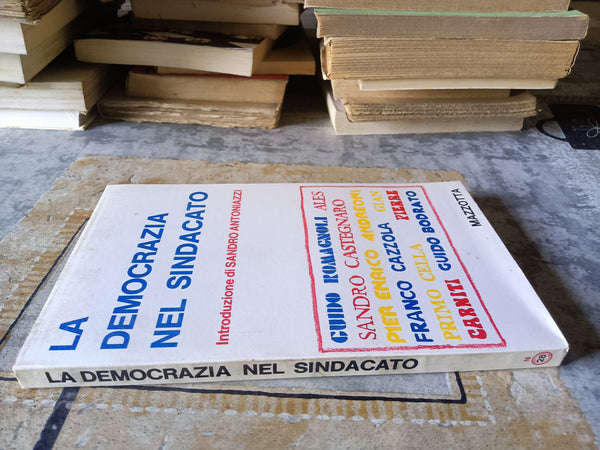 LA
DEMOCRAZIA
NEL SINDACATO
Introduzione di SANDRO ANTONIAZZI
GUIDO ROMAGNOLI ALES
SANDRO CASTEGNARO
PIER ENRICO ANDREONI
FRANCO CAZZOLA GIAN
PRIMO CELLA PIERRE
CARNITI GUIDO BODRATO
MAZZOTTA
LA DEMOCRAZIA NEL SINDACATO